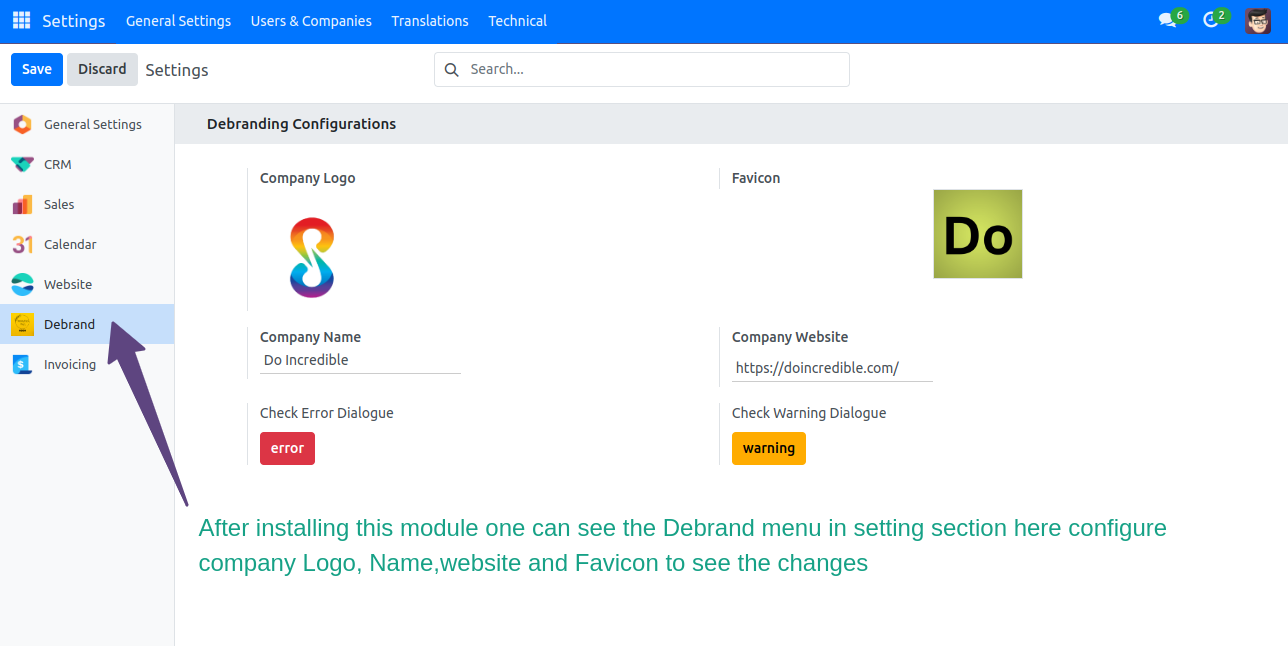 Settings General Settings Users & Companies Translations Technical 6 2
Save Discard Settings Search...
General Settings
CRM
Sales
31 Calendar
Website
Debrand
$ Invoicing
Debranding Configurations
Company Logo Favicon
Do
Company Name Company Website
Do Incredible https://doincredible.com/
Check Error Dialogue Check Warning Dialogue
error warning
After installing this module one can see the Debrand menu in setting section here configure
company Logo, Name,website and Favicon to see the changes